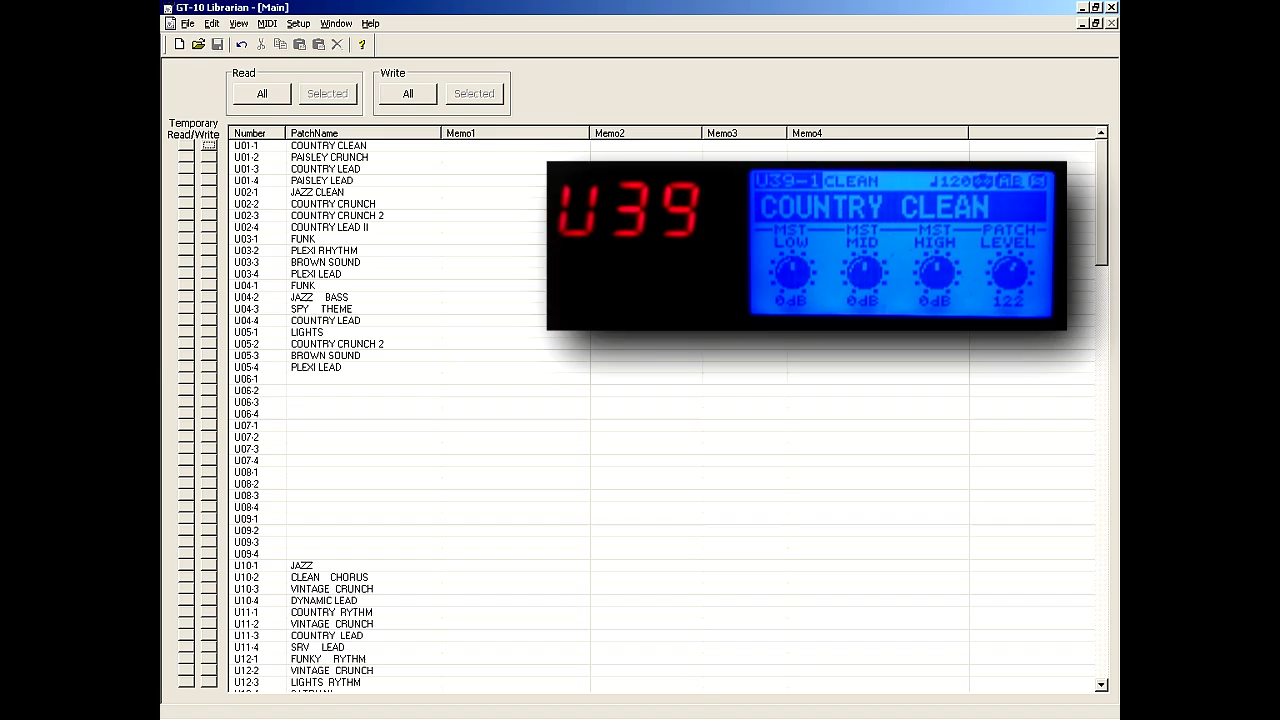 GT-10 Librarian - [Main]
File Edit View MIDI Setup Window Help
Read Write
All Selected All Selected
Temporary
Read/Write
Number PatchName Memo1 Memo2 Memo3 Memo4
U01-1 COUNTRY CLEAN
U01-2 PAISLEY CRUNCH
U01-3 COUNTRY LEAD
U01-4 PAISLEY LEAD
U02-1 JAZZ CLEAN
U02-2 COUNTRY CRUNCH
U02-3 COUNTRY CRUNCH 2
U02-4 COUNTRY LEAD II
U03-1 FUNK
U03-2 PLEXI RHYTHM
U03-3 BROWN SOUND
U03-4 PLEXI LEAD
U04-1 FUNK
U04-2 JAZZ BASS
U04-3 SPY THEME
U04-4 COUNTRY LEAD
U05-1 LIGHTS
U05-2 COUNTRY CRUNCH 2
U05-3 BROWN SOUND
U05-4 PLEXI LEAD
U06-1
U06-2
U06-3
U06-4
U07-1
U07-2
U07-3
U07-4
U08-1
U08-2
U08-3
U08-4
U09-1
U09-2
U09-3
U09-4
U10-1 JAZZ
U10-2 CLEAN CHORUS
U10-3 VINTAGE CRUNCH
U10-4 DYNAMIC LEAD
U11-1 COUNTRY RYTHM
U11-2 VINTAGE CRUNCH
U11-3 COUNTRY LEAD
U11-4 SRV LEAD
U12-1 FUNKY RYTHM
U12-2 VINTAGE CRUNCH
U12-3 LIGHTS RYTHM
U39
U39-1 CLEAN J120
COUNTRY CLEAN
MST MST MST PATCH
LOW MID HIGH LEVEL
0dB 0dB 0dB 122